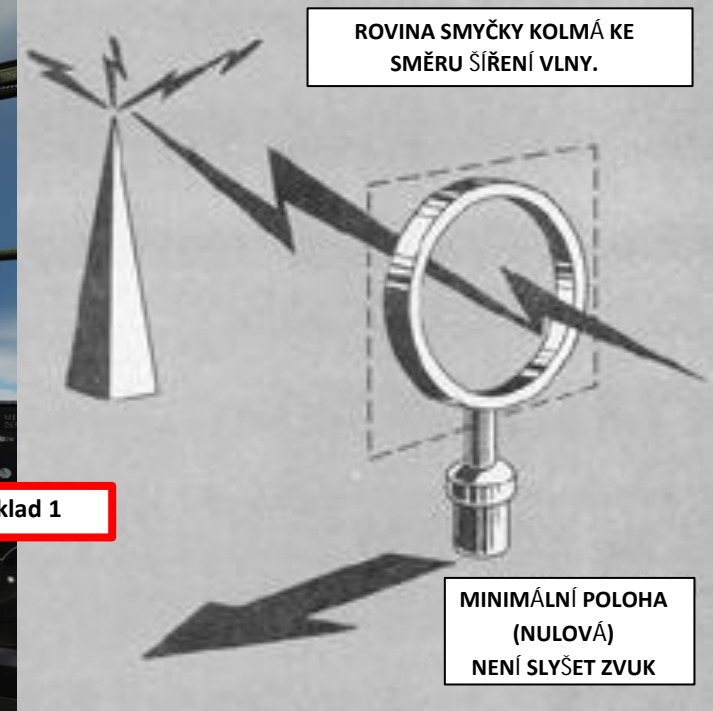 ROVINA SMYČKY KOLMÁ KE
SMĚRU ŠÍŘENÍ VLNY.
klad 1
MINIMÁLNÍ POLOHA
(NULOVÁ)
NENÍ SLYŠET ZVUK